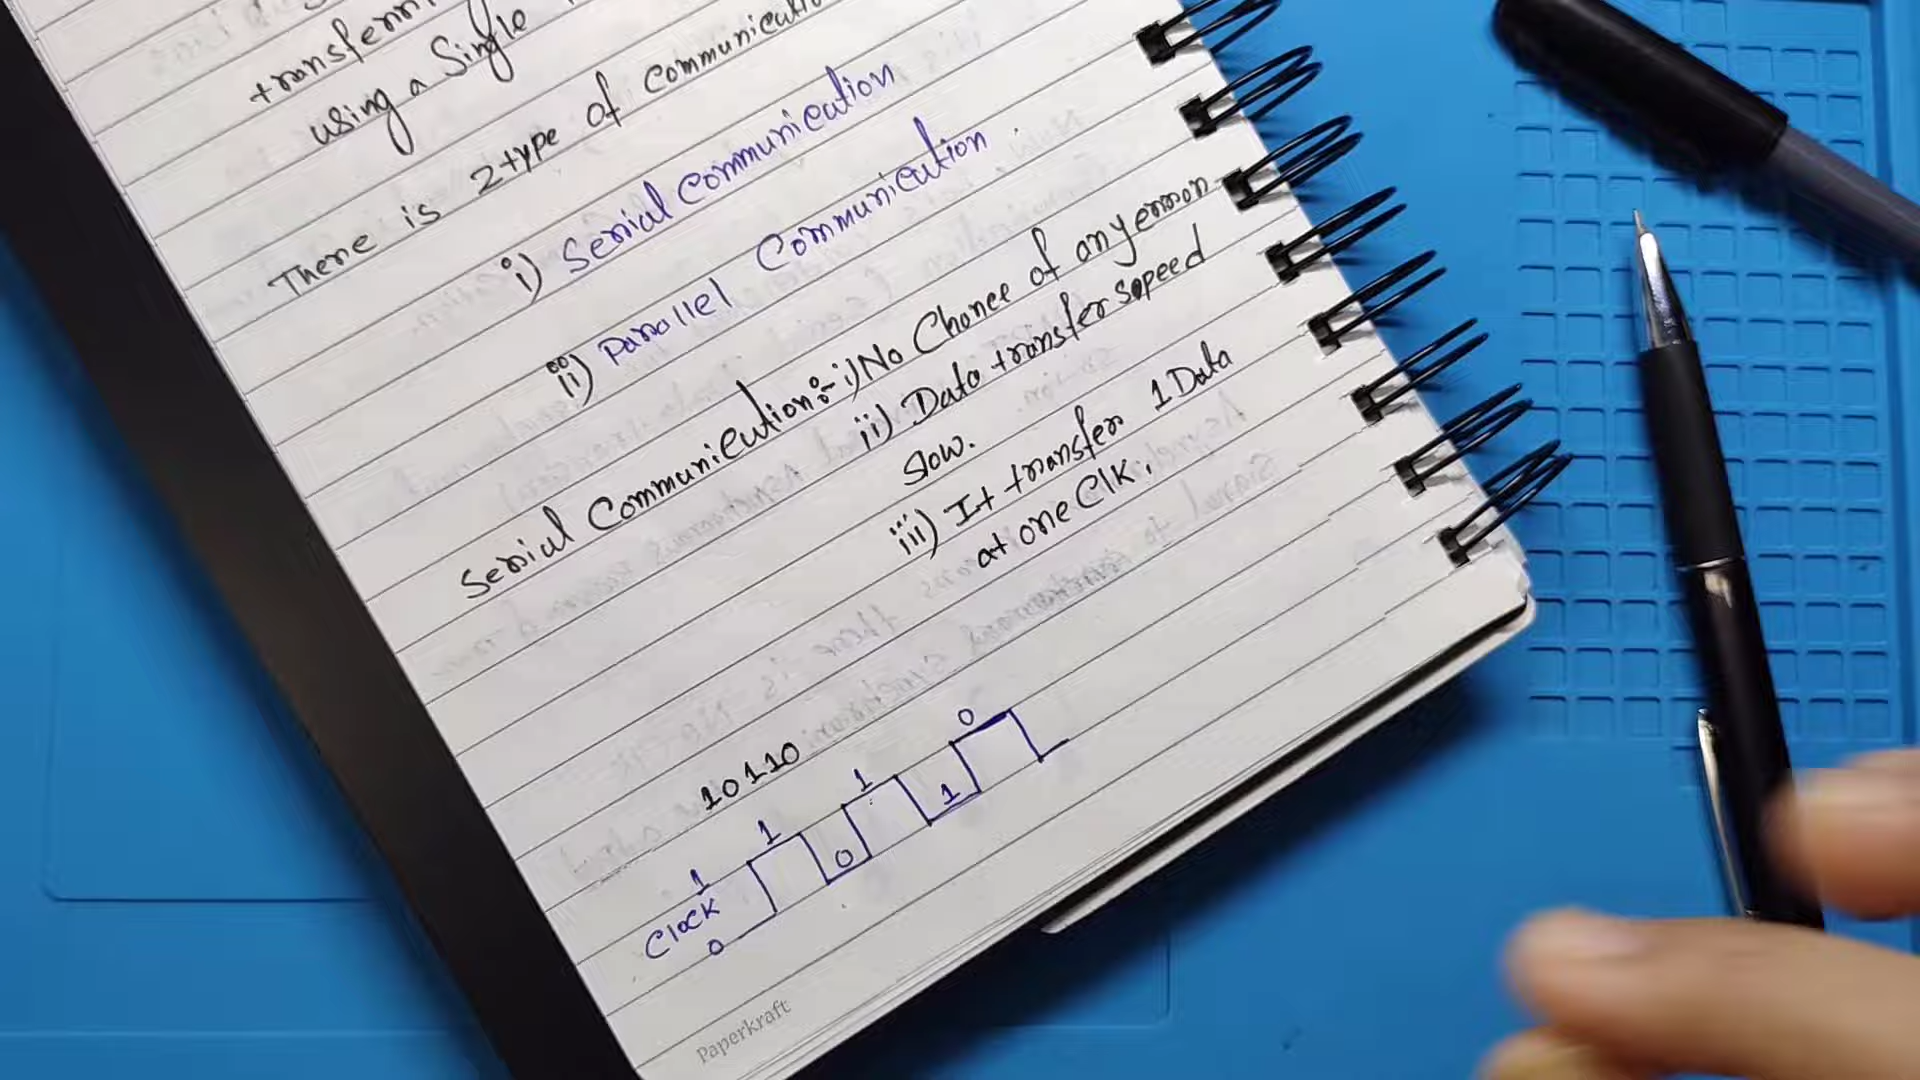 transferri
using a Single
There is 2 type of communicatio
i) Serial communication
ii) Parallel Communication
Serial Communication:- i) No Chance of any error
ii) Data transfer speed
slow.
iii) It transfer 1 Data
at one Clk.
10110
1 1 1 0
Clock 0 1
0
Paperkraft